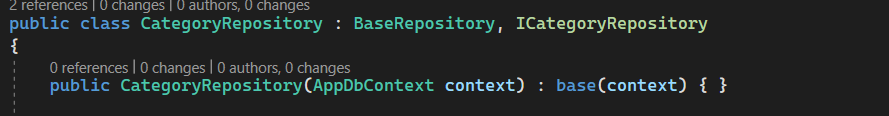 2 references | 0 changes | 0 authors, 0 changes
public class CategoryRepository : BaseRepository, ICategoryRepository
{
0 references | 0 changes | 0 authors, 0 changes
public CategoryRepository(AppDbContext context) : base(context) { }